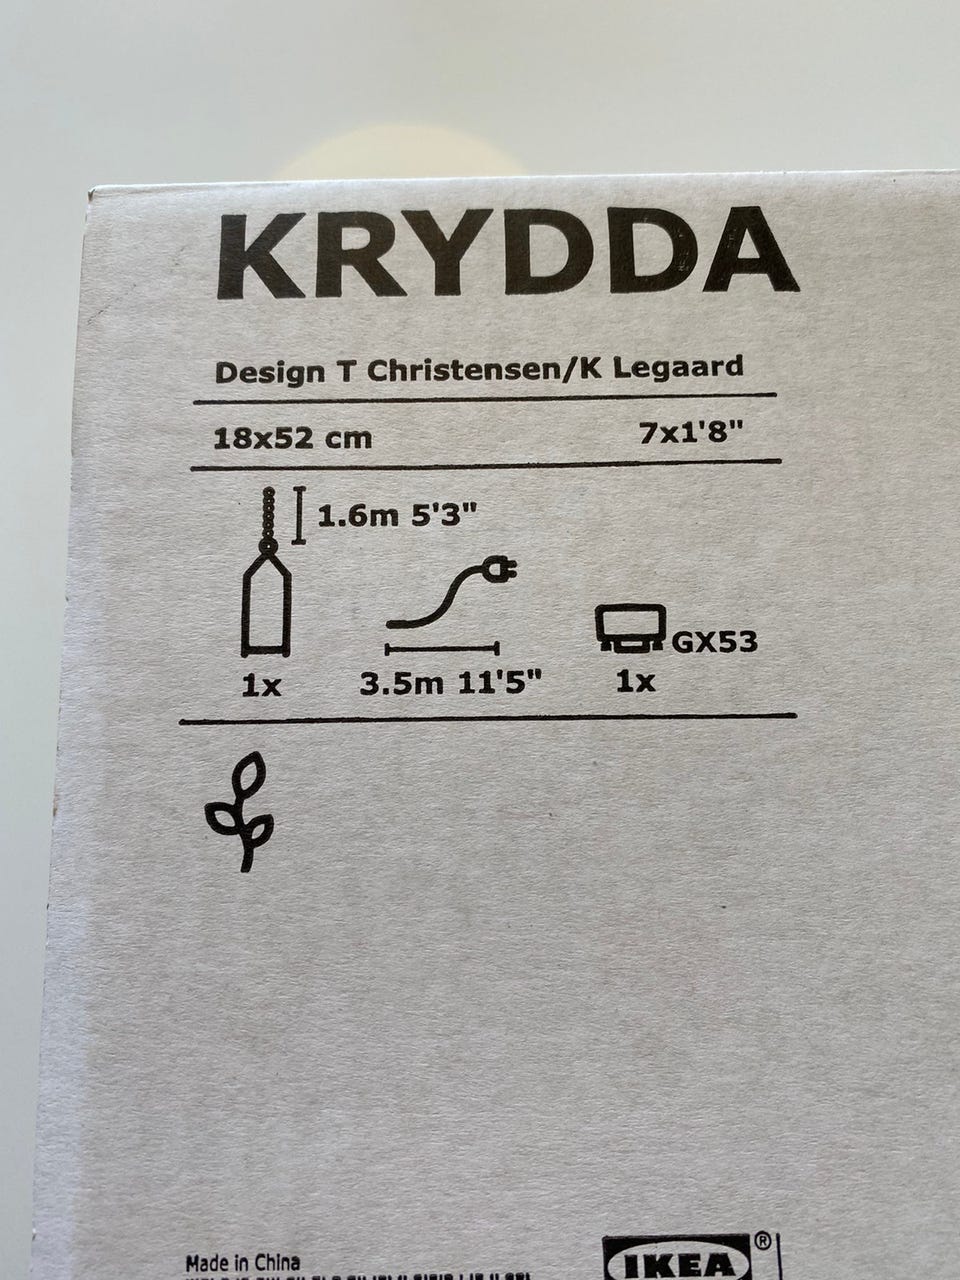 KRYDDA
Design T Christensen/K Legaard
18x52 cm 7x1'8"
1.6m 5'3"
GX53
1x 3.5m 11'5" 1x
Made in China
IKEA®